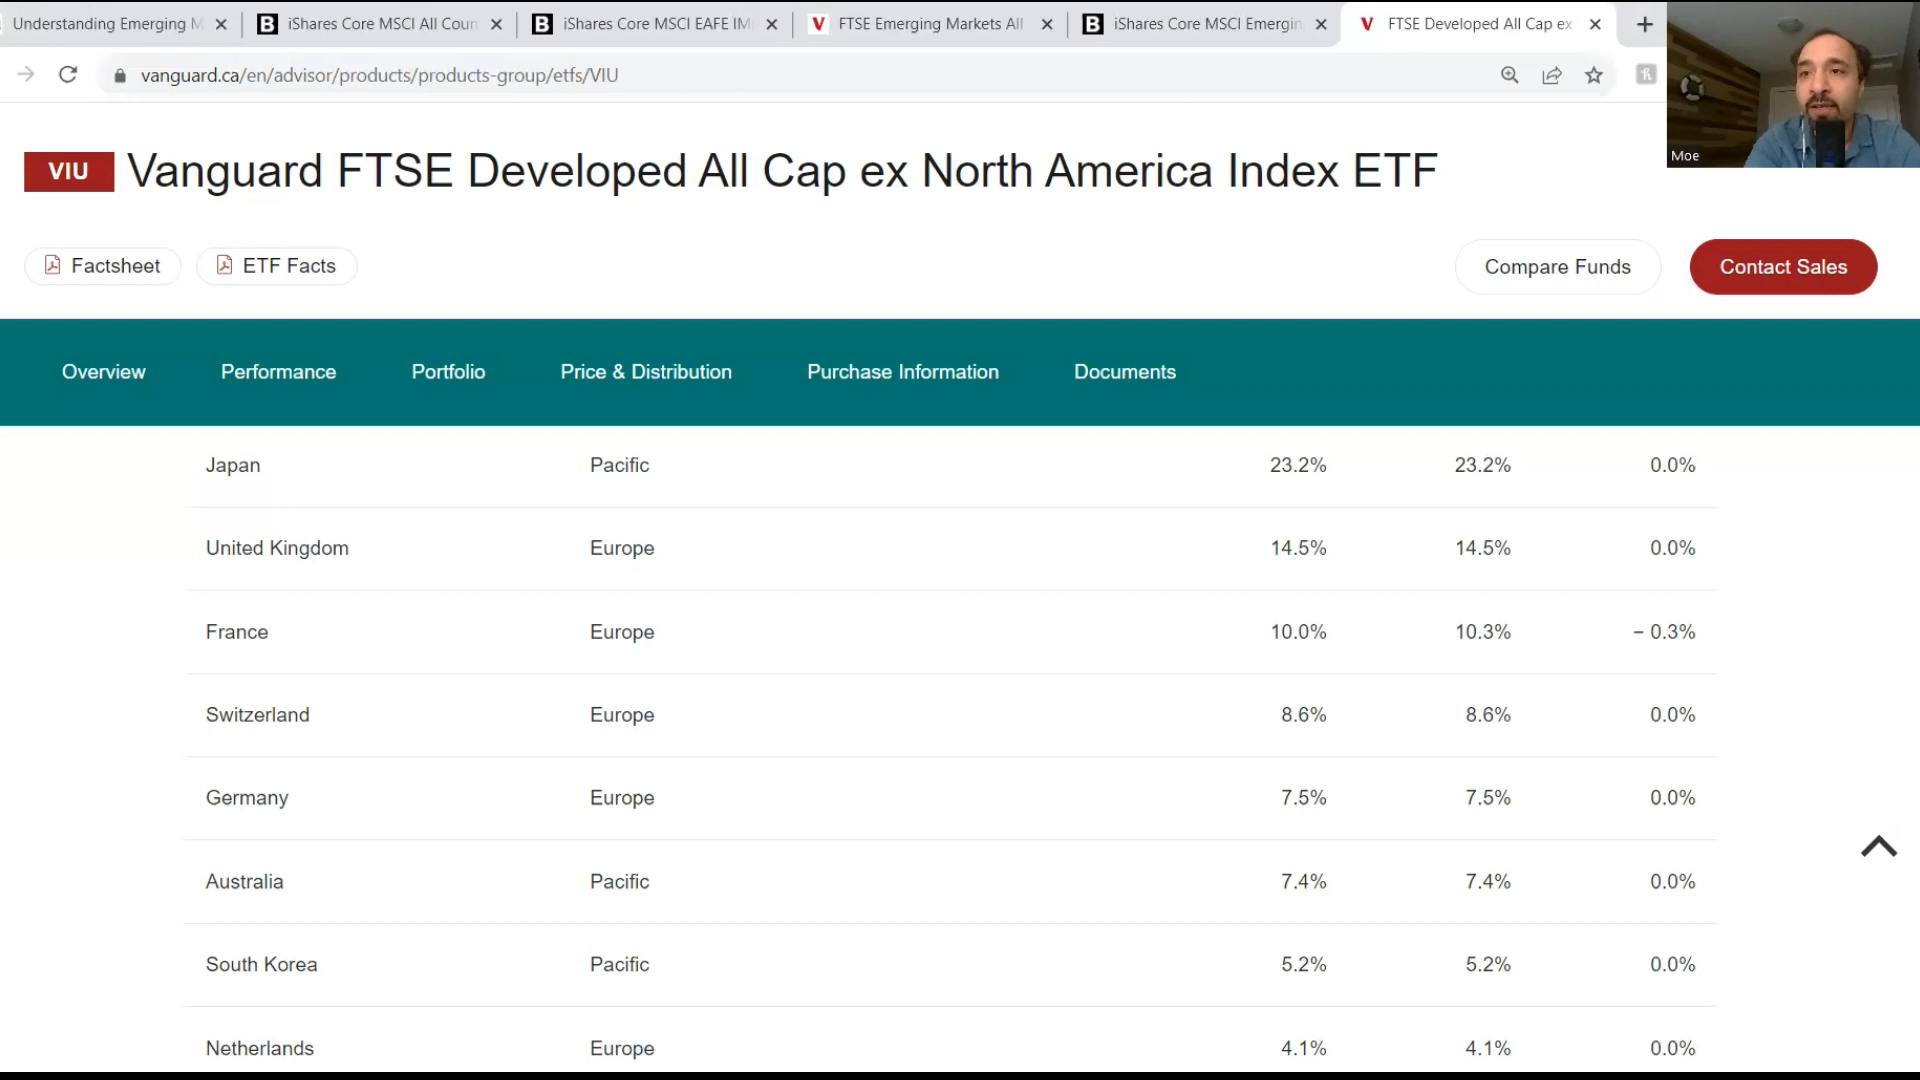 Understanding Emerging M
iShares Core MSCI All Coun
iShares Core MSCI EAFE IM
FTSE Emerging Markets All
iShares Core MSCI Emergin
FTSE Developed All Cap ex
vanguard.ca/en/advisor/products/products-group/etfs/VIU
Moe
VIU Vanguard FTSE Developed All Cap ex North America Index ETF
Factsheet ETF Facts Compare Funds Contact Sales
Overview Performance Portfolio Price & Distribution Purchase Information Documents
Japan Pacific 23.2% 23.2% 0.0%
United Kingdom Europe 14.5% 14.5% 0.0%
France Europe 10.0% 10.3% − 0.3%
Switzerland Europe 8.6% 8.6% 0.0%
Germany Europe 7.5% 7.5% 0.0%
Australia Pacific 7.4% 7.4% 0.0%
South Korea Pacific 5.2% 5.2% 0.0%
Netherlands Europe 4.1% 4.1% 0.0%